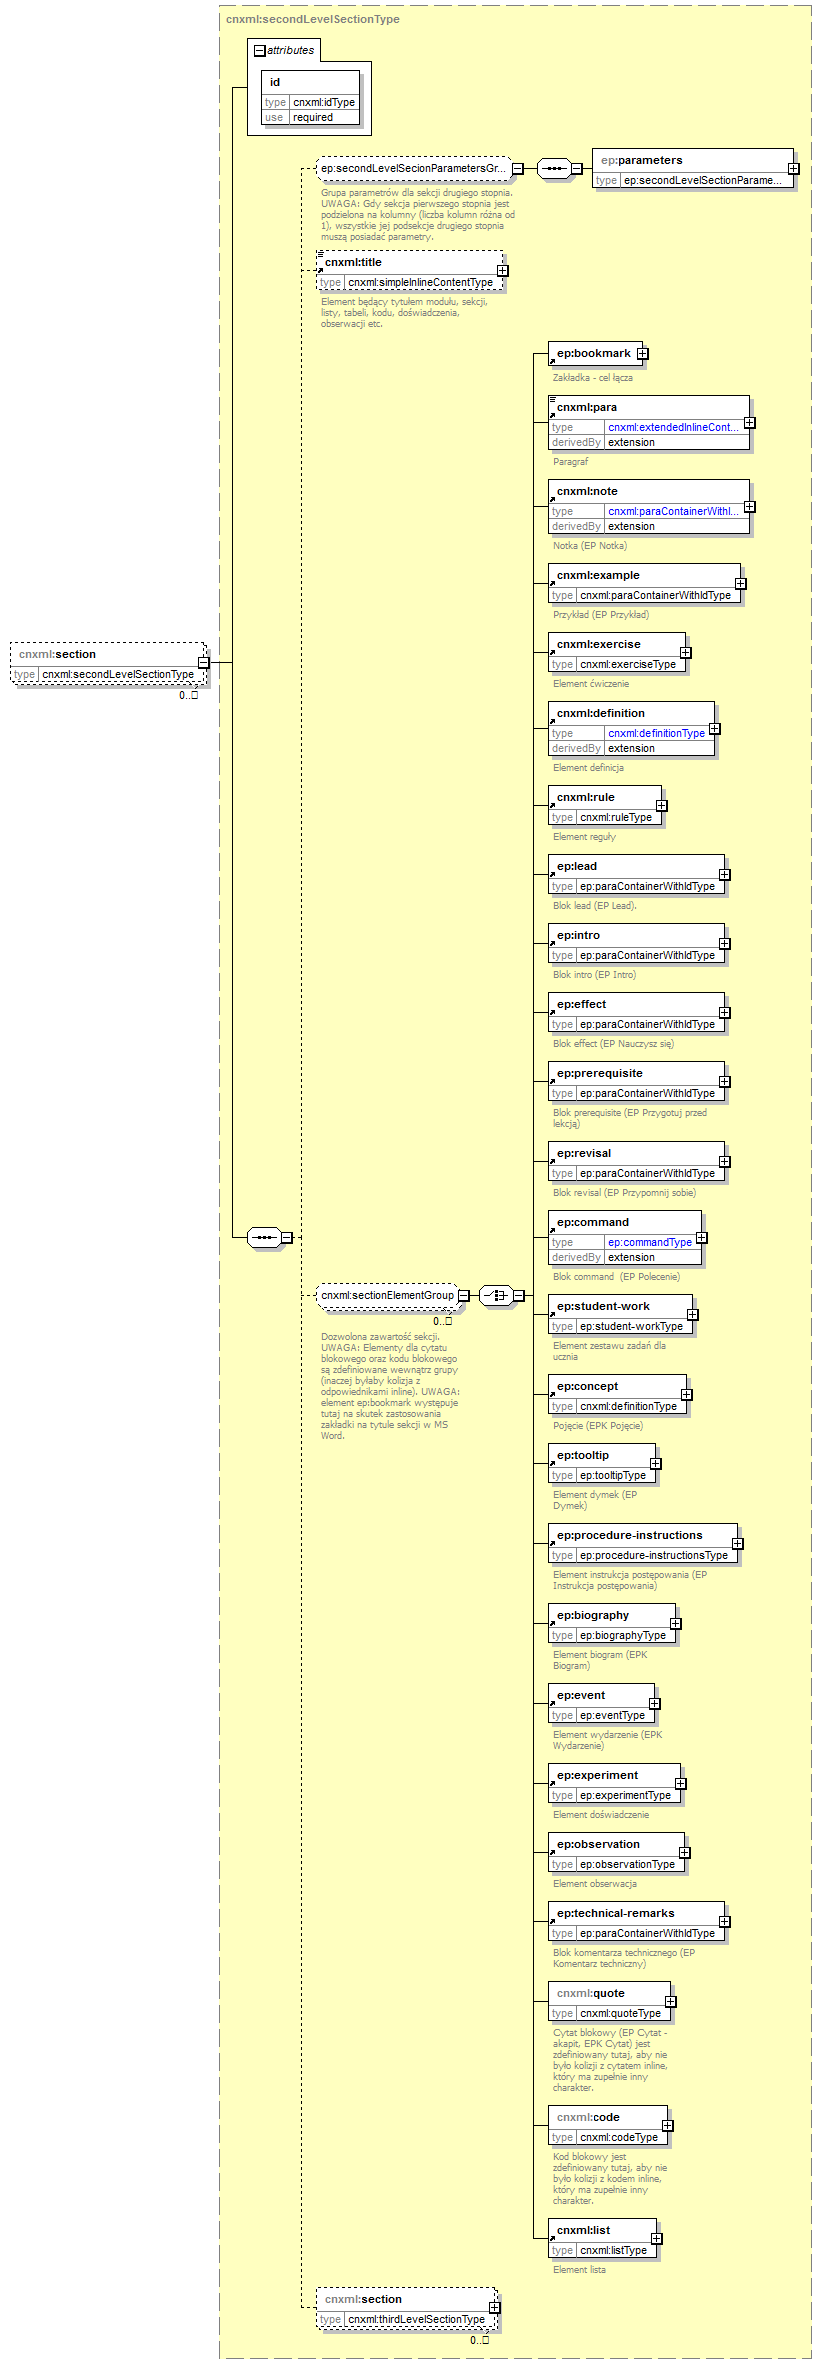 cnxml:secondLevelSectionType
attributes
id
type cnxml:idType
use required
ep:secondLevelSecionParametersGr...
Grupa parametrów dla sekcji drugiego stopnia.
UWAGA: Gdy sekcja pierwszego stopnia jest
podzielona na kolumny (liczba kolumn różna od
1), wszystkie jej podsekcje drugiego stopnia
muszą posiadać parametry.
ep:parameters
type ep:secondLevelSectionParame...
cnxml:title
type cnxml:simpleInlineContentType
Element będący tytułem modułu, sekcji,
listy, tabeli, kodu, doświadczenia,
obserwacji etc.
ep:bookmark
Zakładka - cel łącza
cnxml:para
type cnxml:extendedInlineCont...
derivedBy extension
Paragraf
cnxml:note
type cnxml:paraContainerWithI...
derivedBy extension
Notka (EP Notka)
cnxml:example
type cnxml:paraContainerWithIdType
Przykład (EP Przykład)
cnxml:exercise
type cnxml:exerciseType
Element ćwiczenie
cnxml:section
type cnxml:secondLevelSectionType
0..
cnxml:definition
type cnxml:definitionType
derivedBy extension
Element definicja
cnxml:rule
type cnxml:ruleType
Element reguły
ep:lead
type ep:paraContainerWithIdType
Blok lead (EP Lead).
ep:intro
type ep:paraContainerWithIdType
Blok intro (EP Intro)
ep:effect
type ep:paraContainerWithIdType
Blok effect (EP Nauczysz się)
ep:prerequisite
type ep:paraContainerWithIdType
Blok prerequisite (EP Przygotuj przed
lekcją)
ep:revisal
type ep:paraContainerWithIdType
Blok revisal (EP Przypomnij sobie)
ep:command
type ep:commandType
derivedBy extension
Blok command (EP Polecenie)
cnxml:sectionElementGroup
0..
Dozwolona zawartość sekcji.
UWAGA: Elementy dla cytatu
blokowego oraz kodu blokowego
są zdefiniowane wewnątrz grupy
(inaczej byłaby kolizja z
odpowiednikami inline). UWAGA:
element ep:bookmark występuje
tutaj na skutek zastosowania
zakładki na tytule sekcji w MS
Word.
ep:student-work
type ep:student-workType
Element zestawu zadań dla
ucznia
ep:concept
type cnxml:definitionType
Pojęcie (EPK Pojęcie)
ep:tooltip
type ep:tooltipType
Element dymek (EP
Dymek)
ep:procedure-instructions
type ep:procedure-instructionsType
Element instrukcja postępowania (EP
Instrukcja postępowania)
ep:biography
type ep:biographyType
Element biogram (EPK
Biogram)
ep:event
type ep:eventType
Element wydarzenie (EPK
Wydarzenie)
ep:experiment
type ep:experimentType
Element doświadczenie
ep:observation
type ep:observationType
Element obserwacja
ep:technical-remarks
type ep:paraContainerWithIdType
Blok komentarza technicznego (EP
Komentarz techniczny)
cnxml:quote
type cnxml:quoteType
Cytat blokowy (EP Cytat -
akapit, EPK Cytat) jest
zdefiniowany tutaj, aby nie
było kolizji z cytatem inline,
który ma zupełnie inny
charakter.
cnxml:code
type cnxml:codeType
Kod blokowy jest
zdefiniowany tutaj, aby nie
było kolizji z kodem inline,
który ma zupełnie inny
charakter.
cnxml:list
type cnxml:listType
Element lista
cnxml:section
type cnxml:thirdLevelSectionType
0..